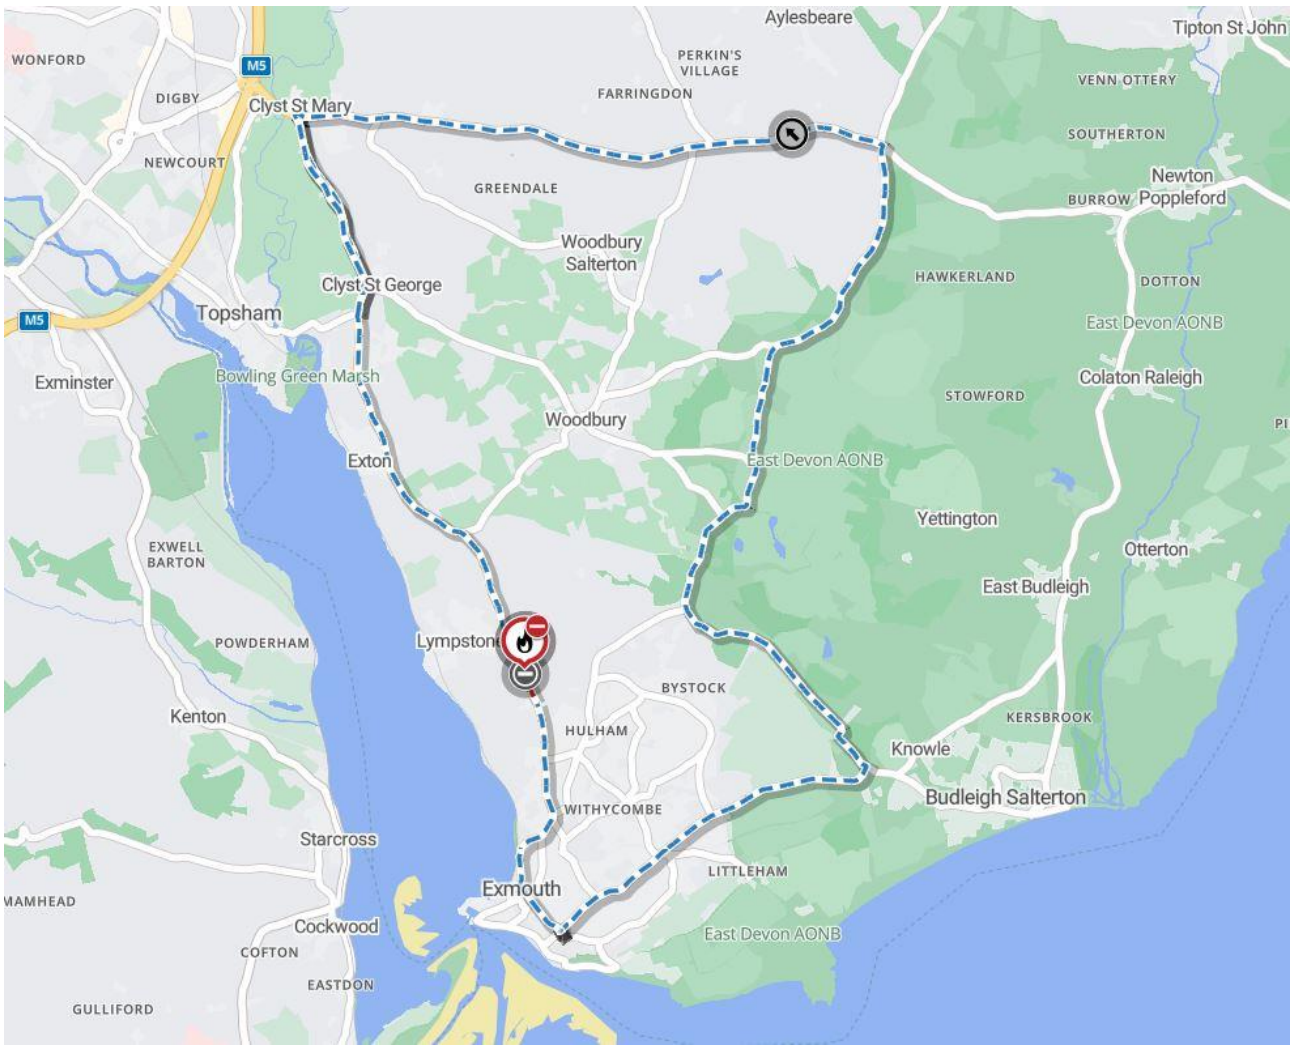 Aylesbeare
Tipton St John
WONFORD
M5
PERKIN'S
VILLAGE
VENN OTTERY
DIGBY
FARRINGDON
Clyst St Mary
SOUTHERTON
NEWCOURT
GREENDALE
Newton
Poppleford
BURROW
Woodbury
Salterton
HAWKERLAND
Clyst St George
DOTTON
Topsham
M5
East Devon AONB
Exminster
Bowling Green Marsh
Colaton Raleigh
STOWFORD
Woodbury
PI
Exton
East Devon AONB
Yettington
EXWELL
BARTON
Otterton
East Budleigh
POWDERHAM
Lympstone
BYSTOCK
Kenton
KERSBROOK
HULHAM
Knowle
Budleigh Salterton
WITHYCOMBE
Starcross
LITTLEHAM
Exmouth
MAMHEAD
Cockwood
East Devon AONB
COFTON
EASTDON
GULLIFORD